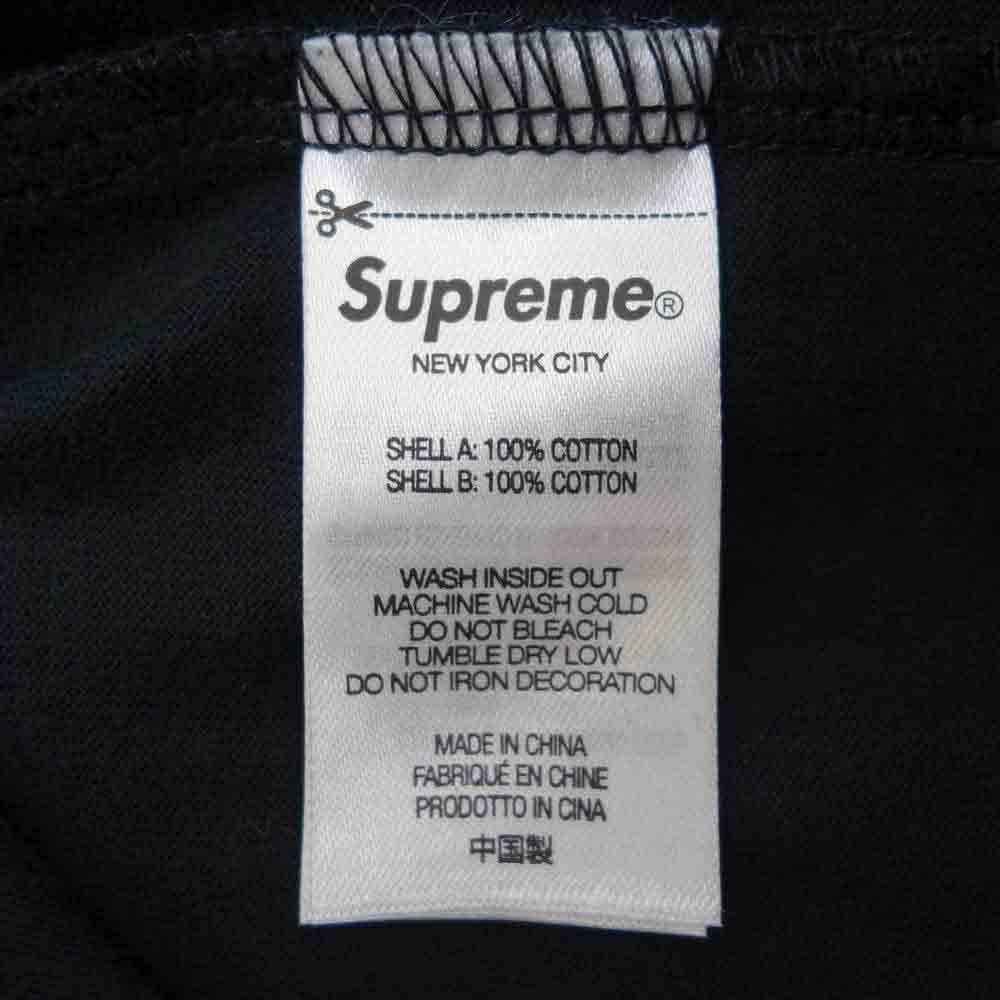 Supreme®
NEW YORK CITY
SHELL A: 100% COTTON
SHELL B: 100% COTTON
WASH INSIDE OUT
MACHINE WASH COLD
DO NOT BLEACH
TUMBLE DRY LOW
DO NOT IRON DECORATION
MADE IN CHINA
FABRIQUÉ EN CHINE
PRODOTTO IN CINA
中国製